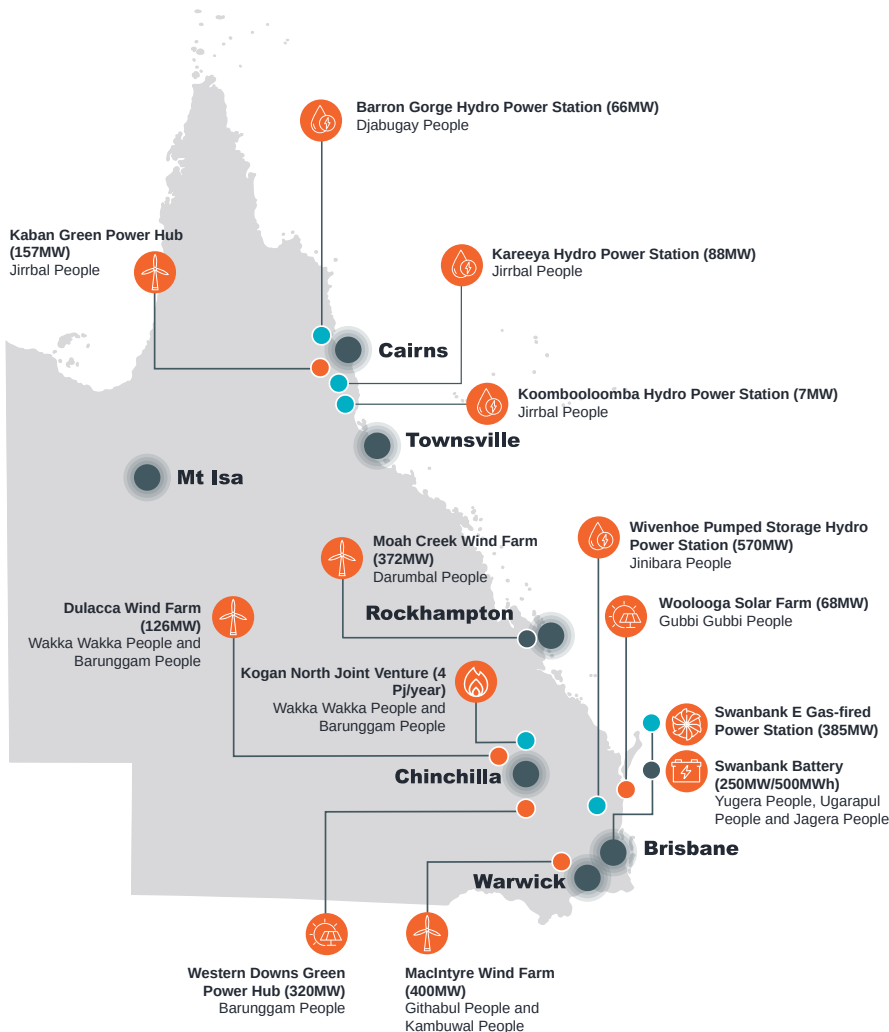 Barron Gorge Hydro Power Station (66MW)
Djabugay People
Kaban Green Power Hub
(157MW)
Jirrbal People
Kareeya Hydro Power Station (88MW)
Jirrbal People
Cairns
Koombooloomba Hydro Power Station (7MW)
Jirrbal People
Townsville
Mt Isa
Moah Creek Wind Farm
(372MW)
Darumbal People
Wivenhoe Pumped Storage Hydro
Power Station (570MW)
Jinibara People
Dulacca Wind Farm
(126MW)
Wakka Wakka People and
Barunggam People
Rockhampton
Woolooga Solar Farm (68MW)
Gubbi Gubbi People
Kogan North Joint Venture (4
Pj/year)
Wakka Wakka People and
Barunggam People
Swanbank E Gas-fired
Power Station (385MW)
Swanbank Battery
(250MW/500MWh)
Yugera People, Ugarapul
People and Jagera People
Chinchilla
Brisbane
Warwick
Western Downs Green
Power Hub (320MW)
Barunggam People
MacIntyre Wind Farm
(400MW)
Githabul People and
Kambuwal People